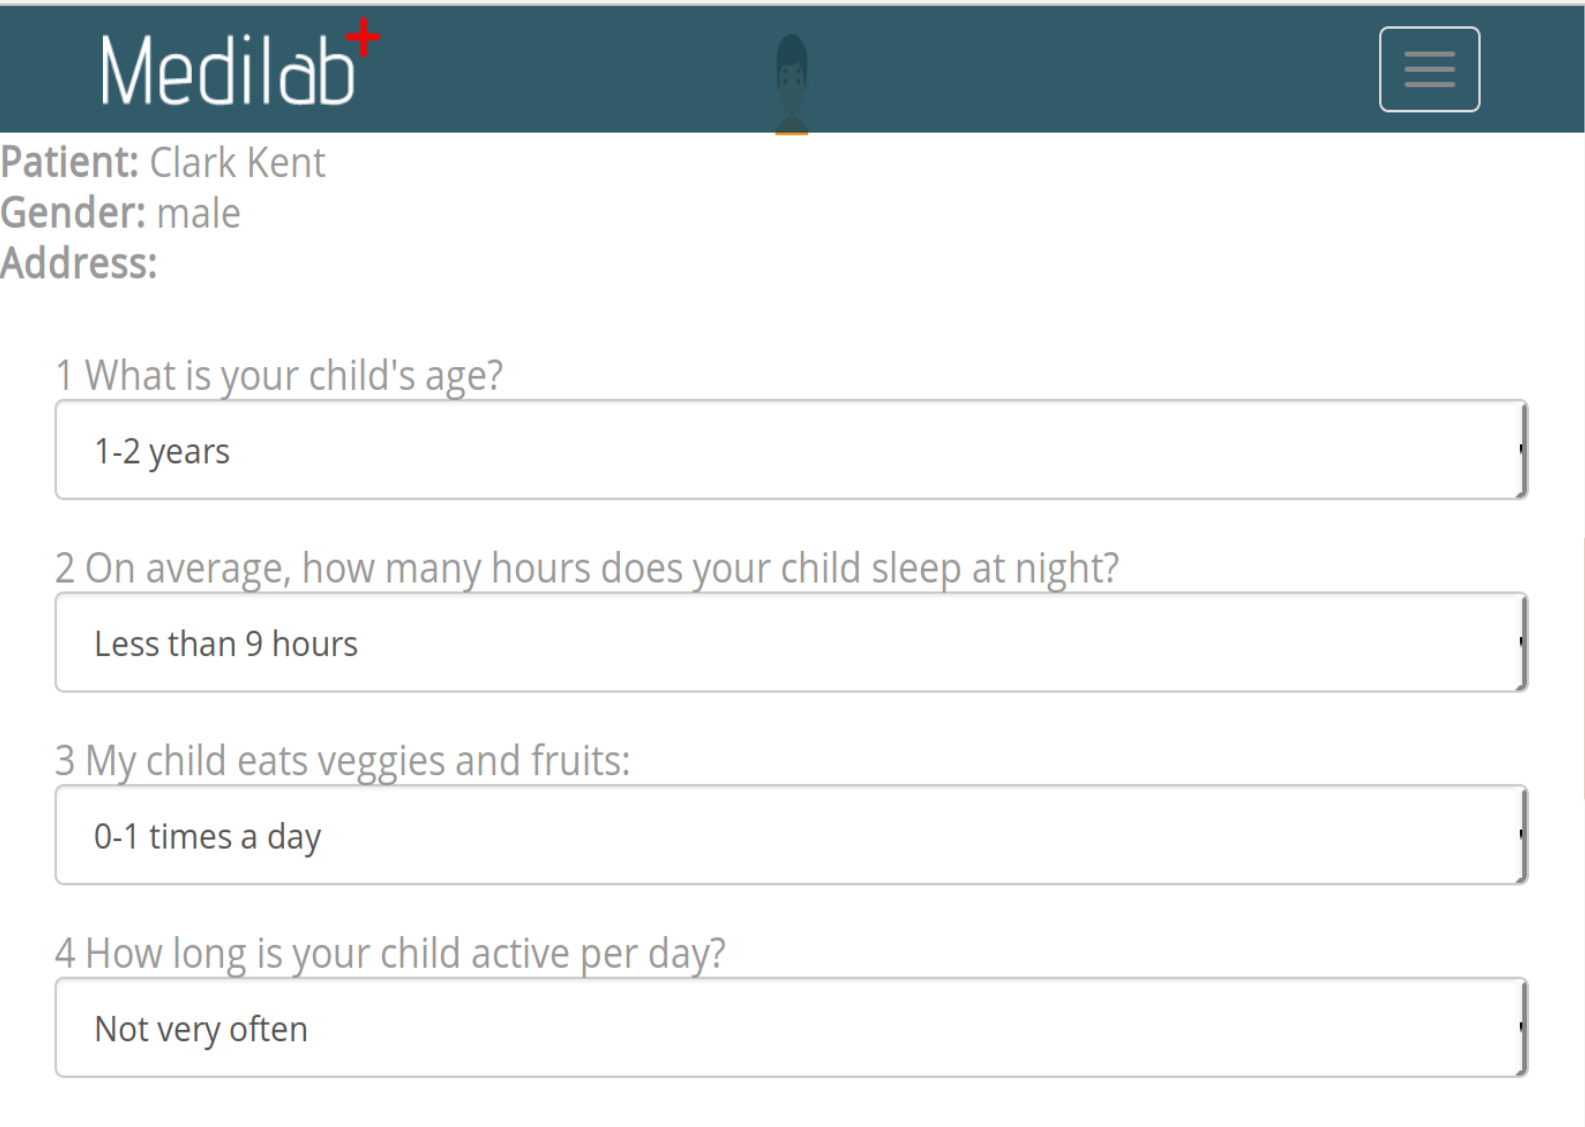 Medilab+
Patient: Clark Kent
Gender: male
Address:
1 What is your child's age?
1-2 years
2 On average, how many hours does your child sleep at night?
Less than 9 hours
3 My child eats veggies and fruits:
0-1 times a day
4 How long is your child active per day?
Not very often